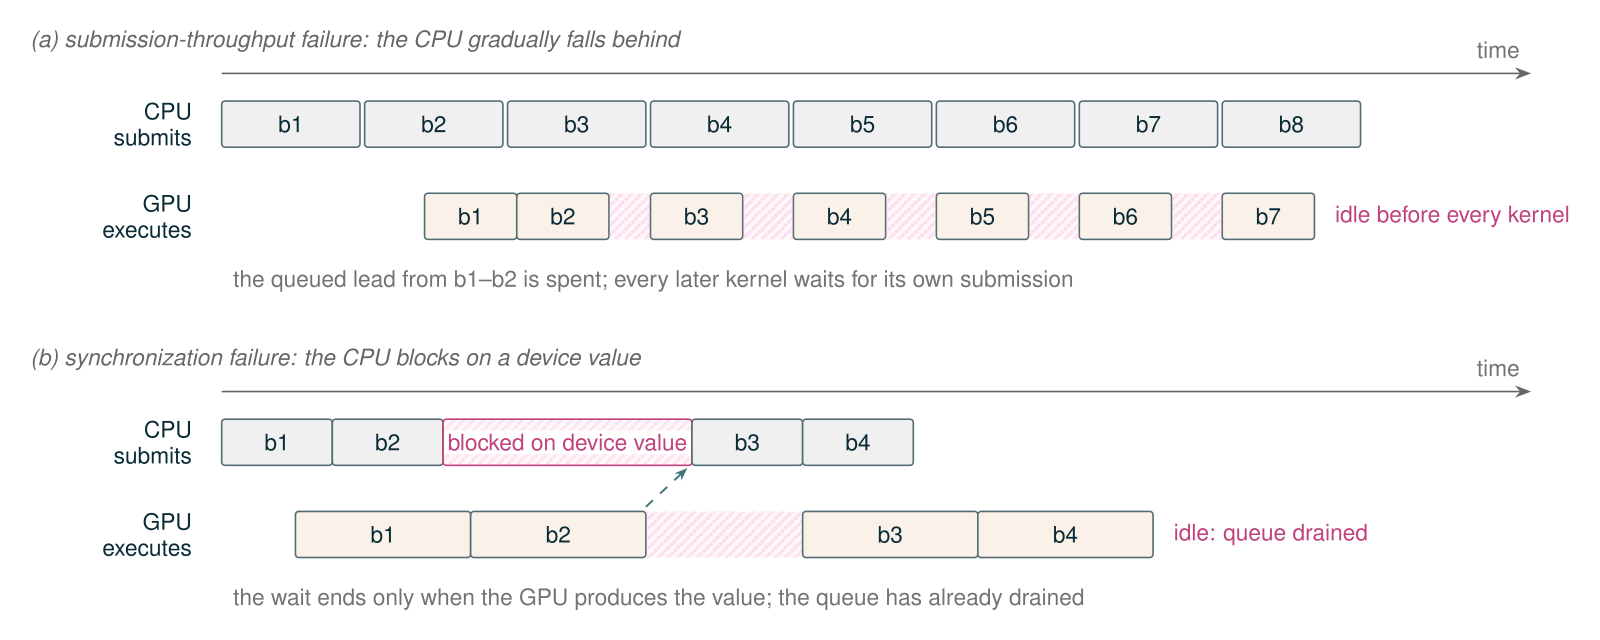 (a) submission-throughput failure: the CPU gradually falls behind
time
CPU
submits
b1 b2 b3 b4 b5 b6 b7 b8
GPU
executes
b1 b2 b3 b4 b5 b6 b7
idle before every kernel
the queued lead from b1–b2 is spent; every later kernel waits for its own submission
(b) synchronization failure: the CPU blocks on a device value
time
CPU
submits
b1 b2 blocked on device value b3 b4
GPU
executes
b1 b2 b3 b4
idle: queue drained
the wait ends only when the GPU produces the value; the queue has already drained